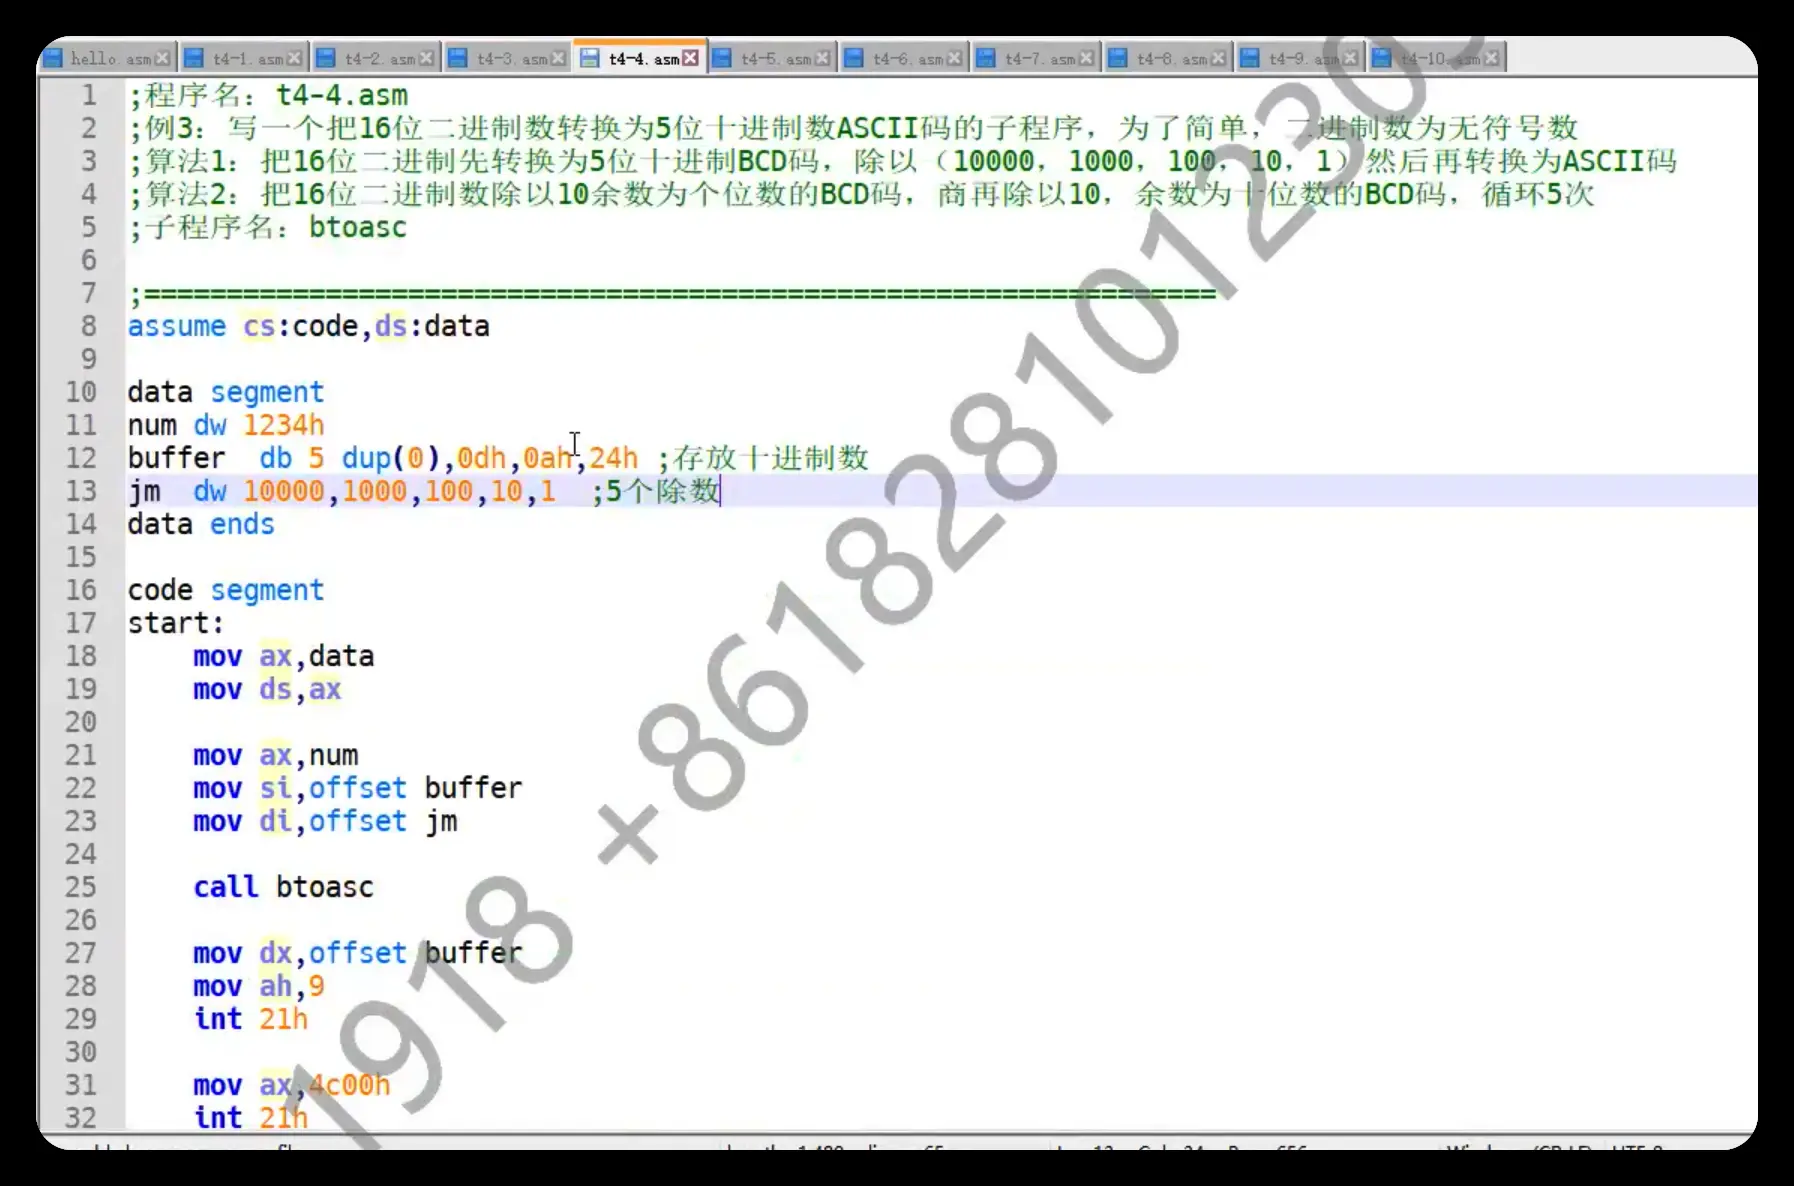 hello.asm t4-1.asm t4-2.asm t4-3.asm t4-4.asm t4-5.asm t4-6.asm t4-7.asm t4-8.asm t4-9.asm t4-10.asm
1 ;程序名：t4-4.asm
2 ;例3：写一个把16位二进制数转换为5位十进制数ASCII码的子程序，为了简单，二进制数为无符号数
3 ;算法1：把16位二进制先转换为5位十进制BCD码，除以（10000，1000，100，10，1）然后再转换为ASCII码
4 ;算法2：把16位二进制数除以10余数为个位数的BCD码，商再除以10，余数为十位数的BCD码，循环5次
5 ;子程序名：btoasc
6
7 ;=================================================================
8 assume cs:code,ds:data
9
10 data segment
11 num dw 1234h
12 buffer  db 5 dup(0),0dh,0ah,24h ;存放十进制数
13 jm  dw 10000,1000,100,10,1  ;5个除数
14 data ends
15
16 code segment
17 start:
18     mov ax,data
19     mov ds,ax
20
21     mov ax,num
22     mov si,offset buffer
23     mov di,offset jm
24
25     call btoasc
26
27     mov dx,offset buffer
28     mov ah,9
29     int 21h
30
31     mov ax,4c00h
32     int 21h
1918 +8618281012303